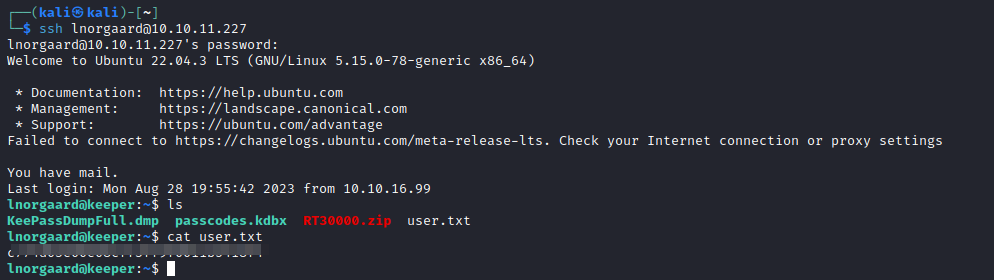 ┌──(kali㉿kali)-[~]
└─$ ssh lnorgaard@10.10.11.227
lnorgaard@10.10.11.227's password:
Welcome to Ubuntu 22.04.3 LTS (GNU/Linux 5.15.0-78-generic x86_64)
* Documentation:  https://help.ubuntu.com
* Management:     https://landscape.canonical.com
* Support:        https://ubuntu.com/advantage
Failed to connect to https://changelogs.ubuntu.com/meta-release-lts. Check your Internet connection or proxy settings
You have mail.
Last login: Mon Aug 28 19:55:42 2023 from 10.10.16.99
lnorgaard@keeper:~$ ls
KeePassDumpFull.dmp  passcodes.kdbx  RT30000.zip  user.txt
lnorgaard@keeper:~$ cat user.txt
lnorgaard@keeper:~$